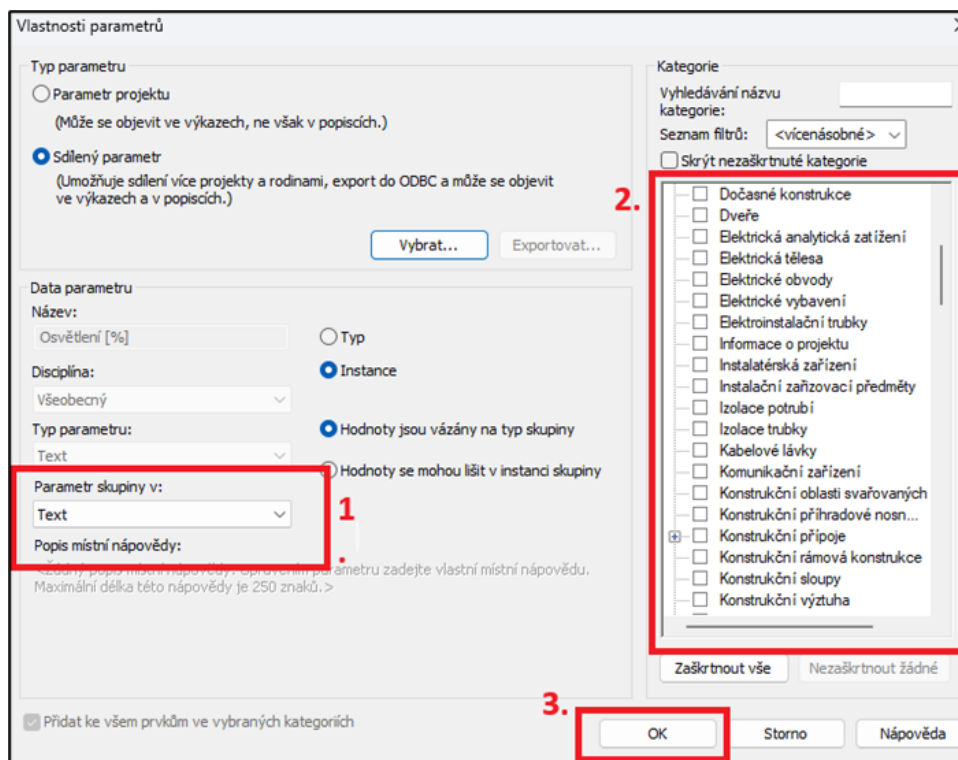 Vlastnosti parametrů
Typ parametru
Parametr projektu
(Může se objevit ve výkazech, ne však v popiscích.)
Sdílený parametr
(Umožňuje sdílení více projekty a rodinami, export do ODBC a může se objevit
ve výkazech a v popiscích.)
Vybrat...
Exportovat...
Data parametru
Název:
Osvětlení [%]
Typ
Disciplína:
Instance
Všeobecný
Typ parametru:
Hodnoty jsou vázány na typ skupiny
Text
Hodnoty se mohou lišit v instanci skupiny
Parametr skupiny v:
Text
1
.
Popis místní nápovědy:
parametru zadejte vlastní místní nápovědu.
Maximální délka této nápovědy je 250 znaků.>
Přidat ke všem prvkům ve vybraných kategoriích
Kategorie
Vyhledávání názvu
kategorie:
Seznam filtrů:
<vícenásobné>
Skrýt nezaškrtnuté kategorie
2.
Dočasné konstrukce
Dveře
Elektrická analytická zatížení
Elektrická tělesa
Elektrické obvody
Elektrické vybavení
Elektroinstalační trubky
Informace o projektu
Instalatérská zařízení
Instalační zařizovací předměty
Izolace potrubí
Izolace trubky
Kabelové lávky
Komunikační zařízení
Konstrukční oblasti svařovaných
Konstrukční příhradové nosn...
Konstrukční přípoje
Konstrukční rámová konstrukce
Konstrukční sloupy
Konstrukční výztuha
Zaškrtnout vše
Nezaškrtnout žádné
3.
OK
Storno
Nápověda